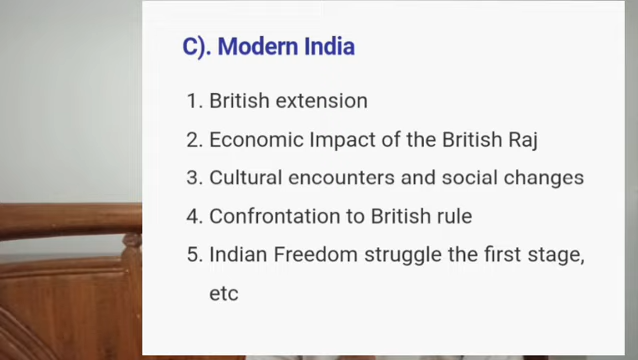 C). Modern India
1. British extension
2. Economic Impact of the British Raj
3. Cultural encounters and social changes
4. Confrontation to British rule
5. Indian Freedom struggle the first stage,
etc